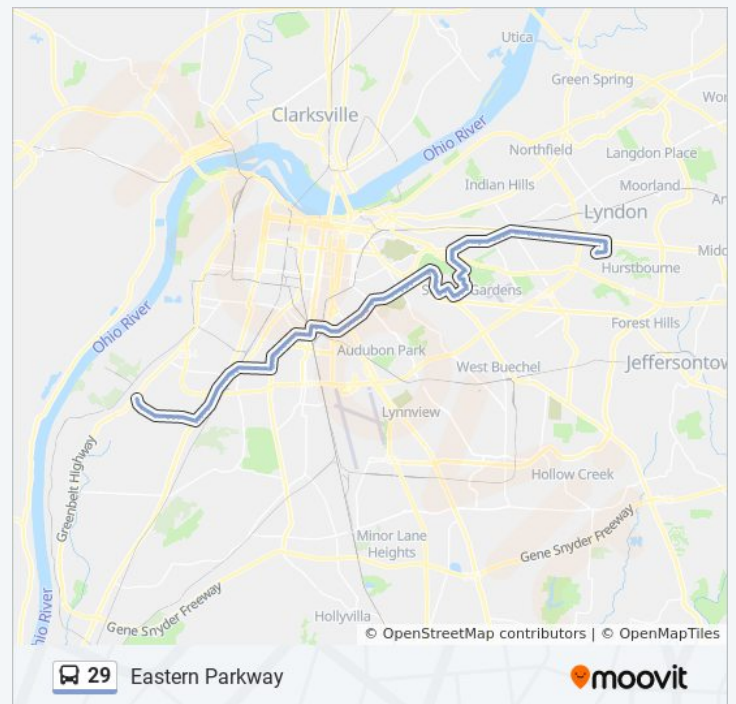 Utica
Green Spring
Clarksville
Ohio River
Northfield
Langdon Place
Indian Hills
Moorland
Lyndon
Hurstbourne
Gardens
Ohio River
Forest Hills
Audubon Park
West Buechel
Jeffersontow
Lynnview
Greenbelt Highway
Hollow Creek
Minor Lane
Heights
Gene Snyder Freeway
Gene Snyder Freeway
hio River
Hollyvilla
© OpenStreetMap contributors | © OpenMapTiles
29 Eastern Parkway
moovit